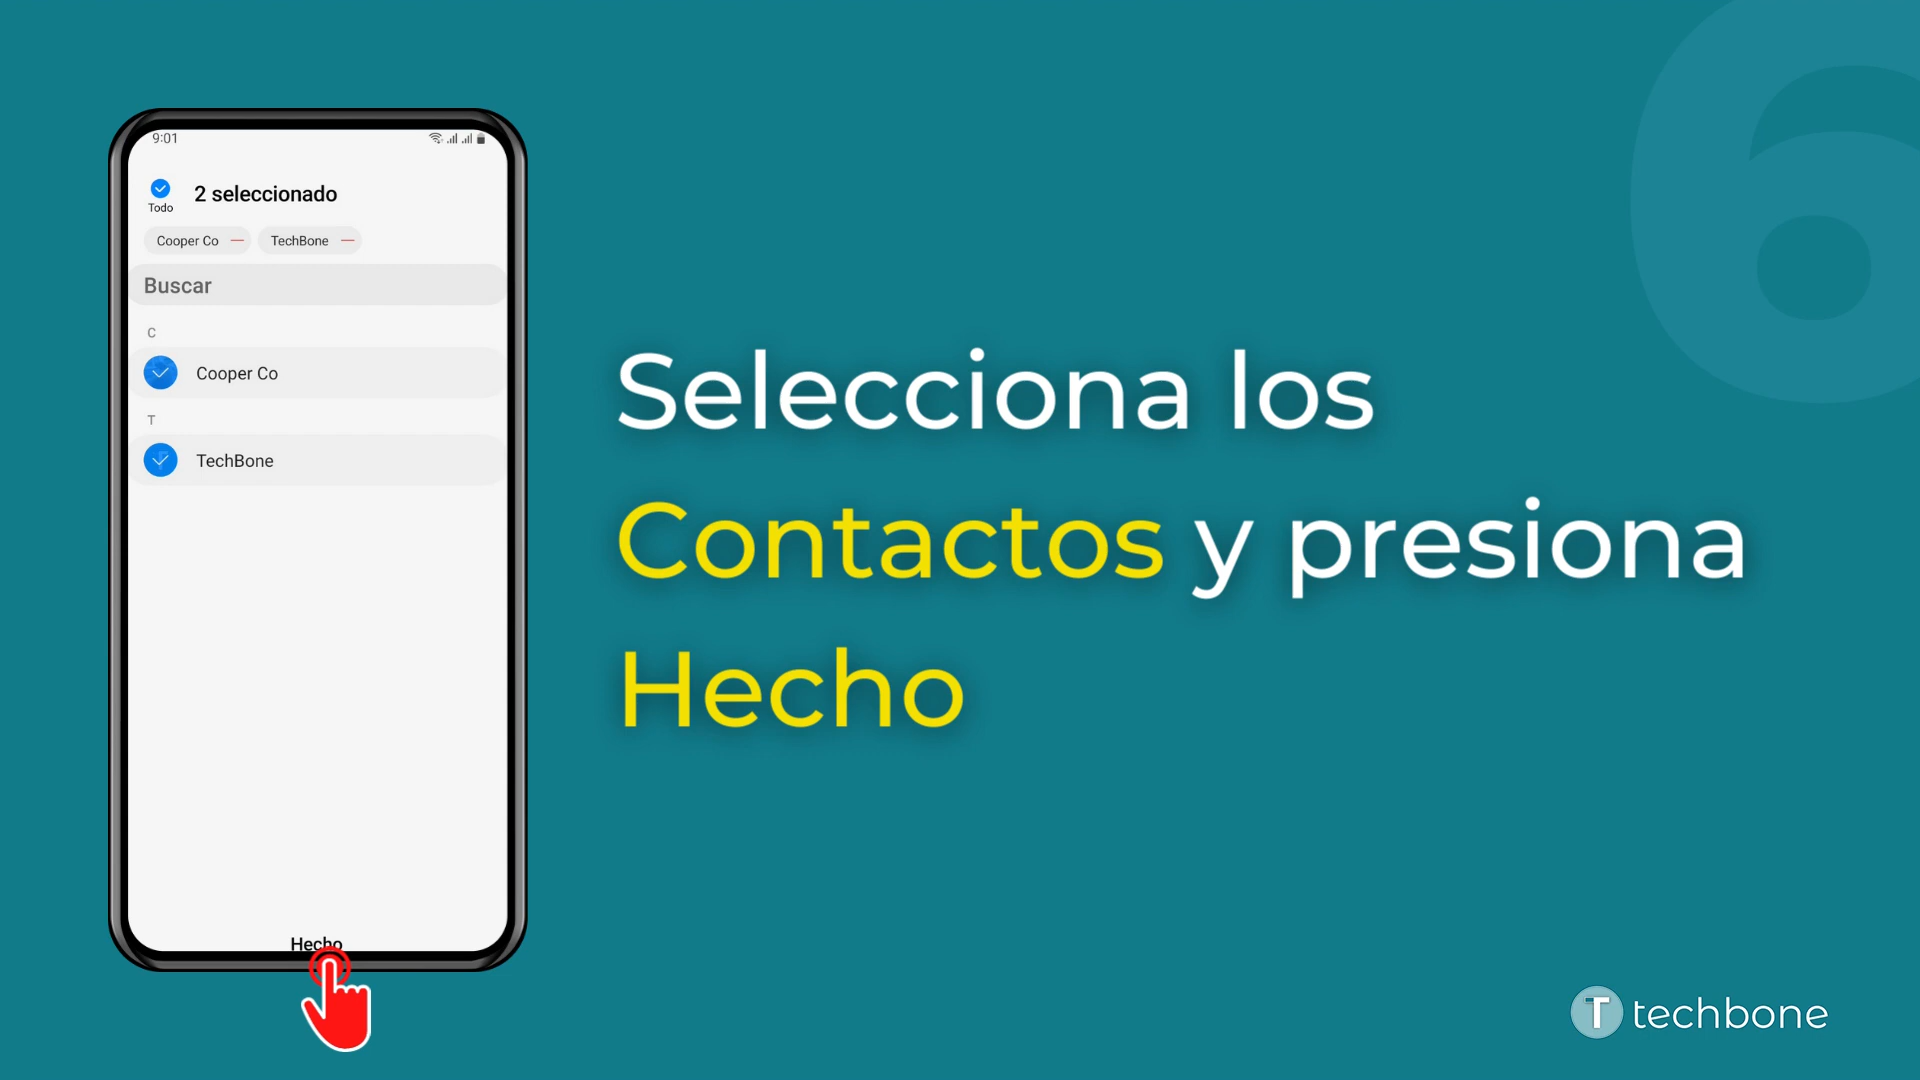 6
9:01
2 seleccionado
Todo
Cooper Co
TechBone
Buscar
C
Cooper Co
T
TechBone
Hecho
Selecciona los
Contactos y presiona
Hecho
T techbone